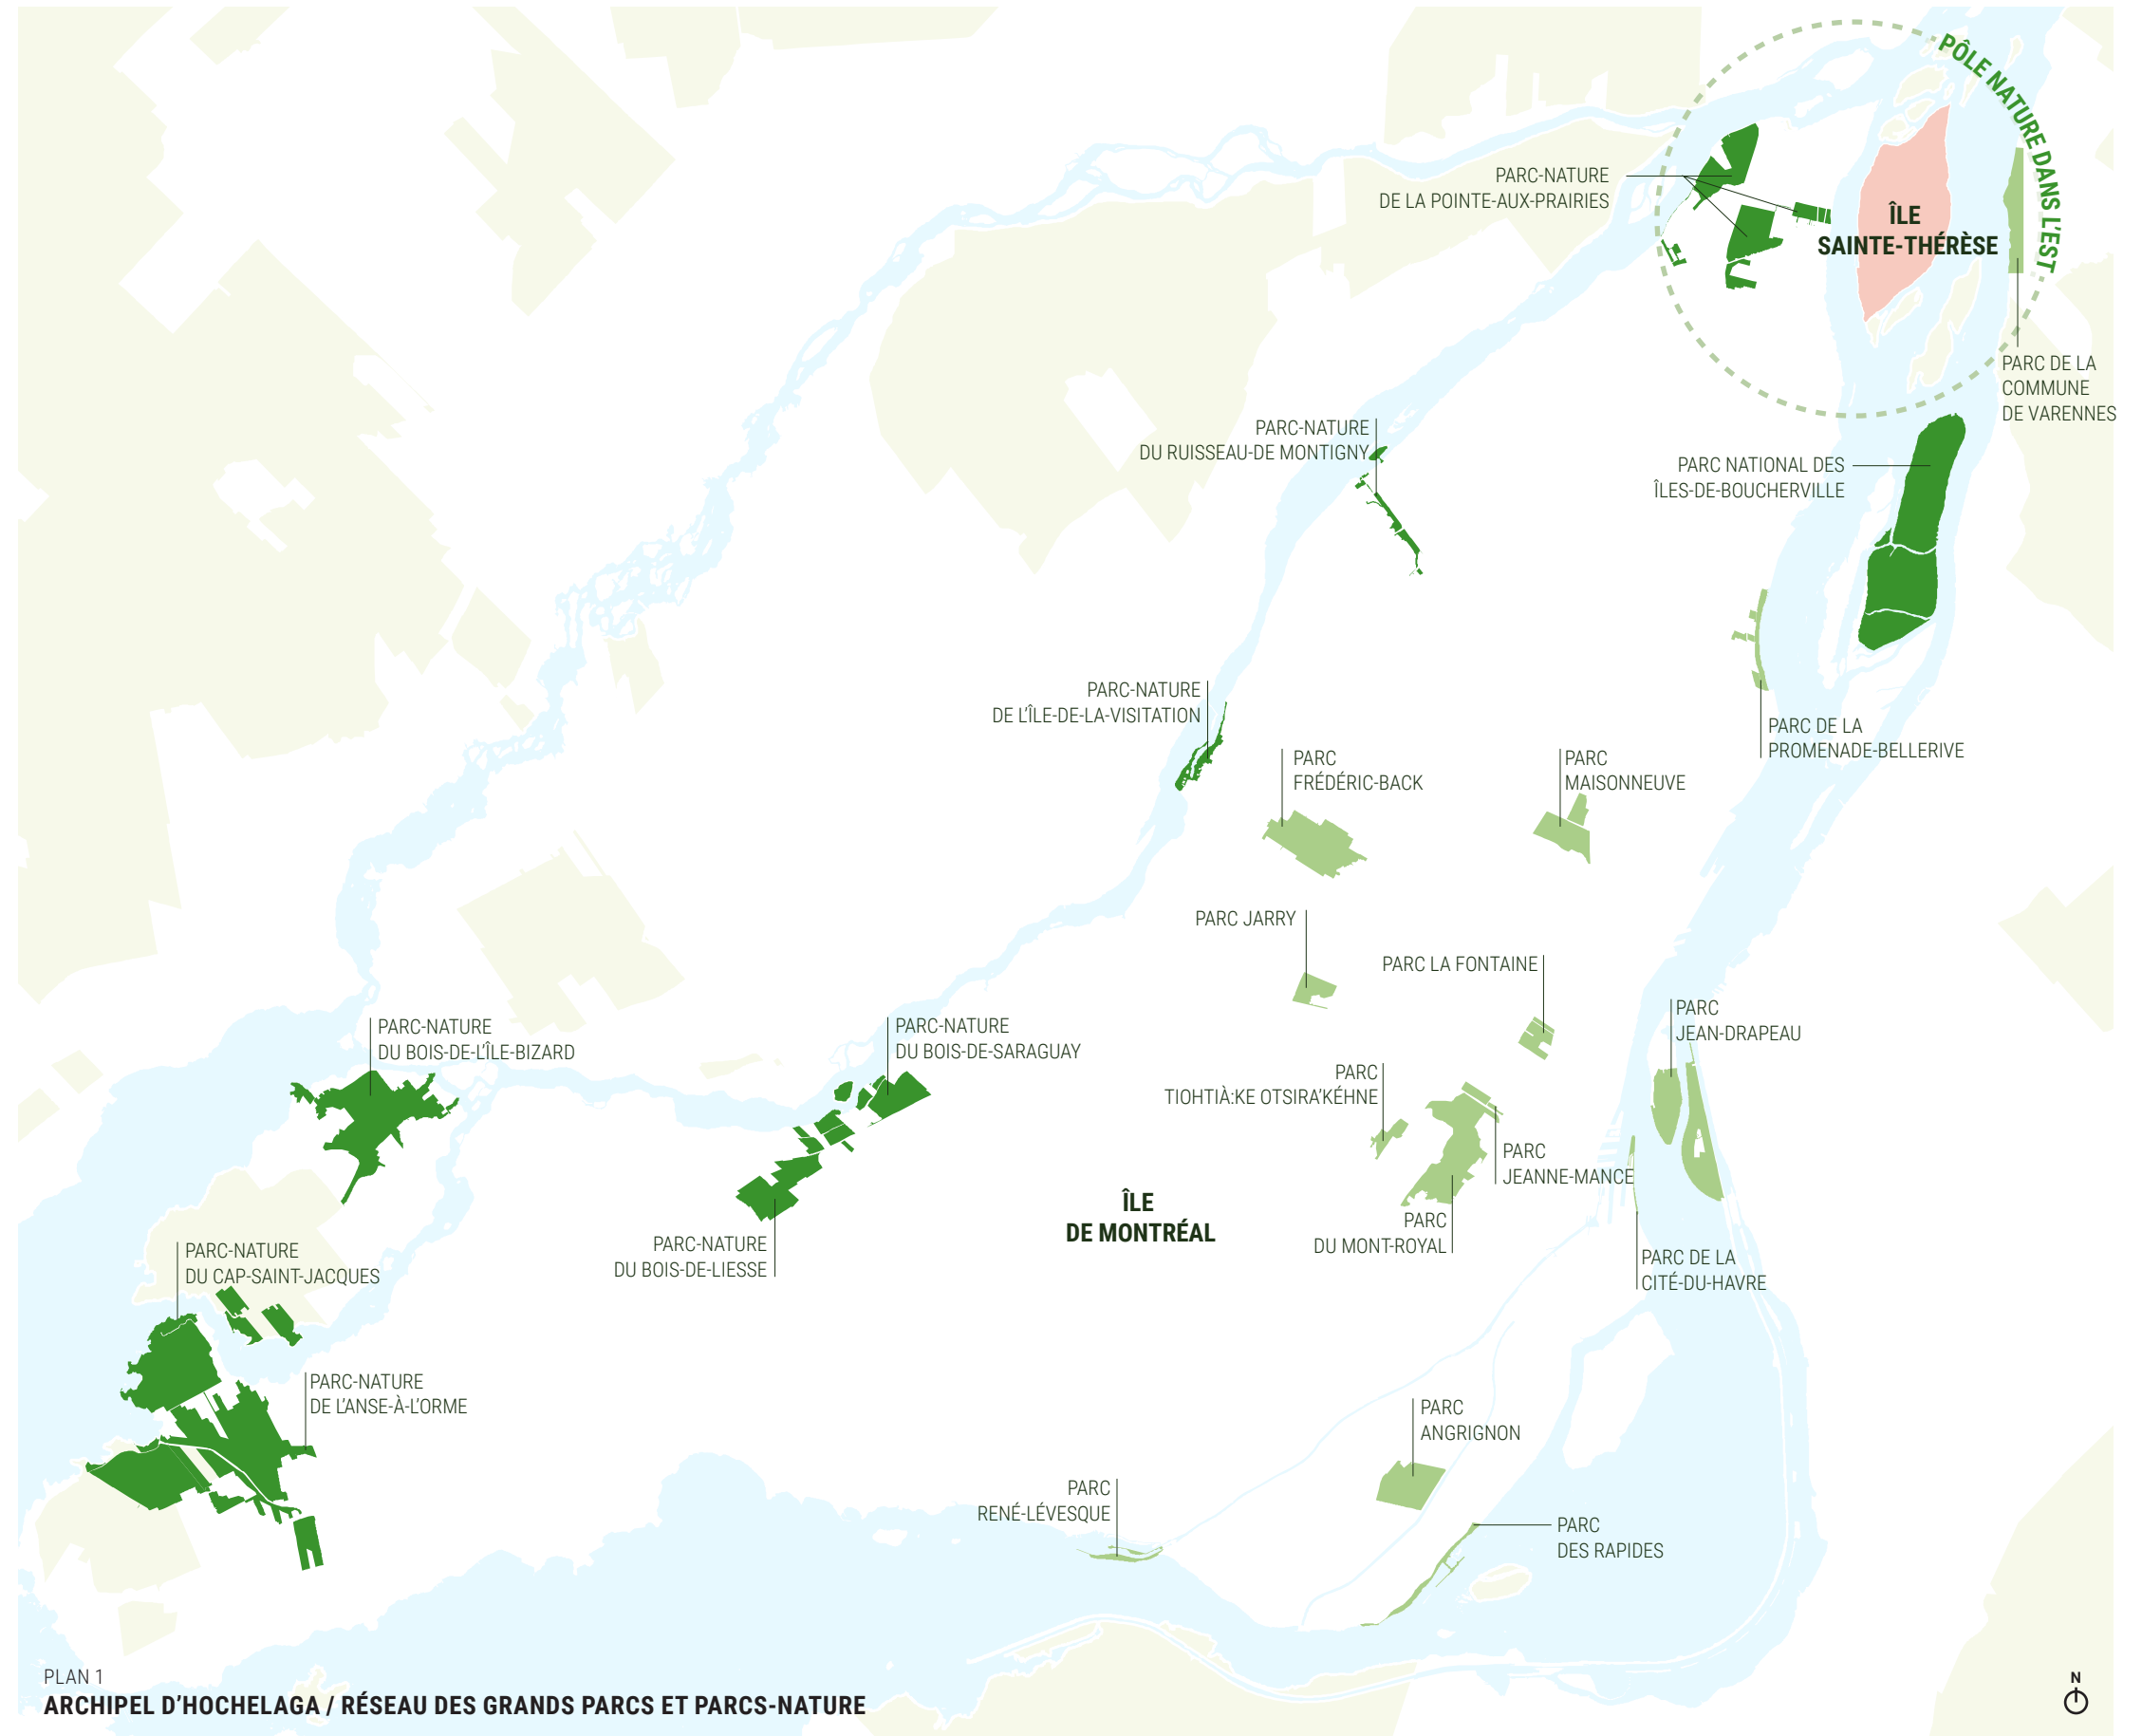 PÔLE NATURE DANS L'EST
PARC-NATURE
DE LA POINTE-AUX-PRAIRIES
ÎLE
SAINTE-THÉRÈSE
PARC DE LA
COMMUNE
DE VARENNES
PARC-NATURE
DU RUISSEAU-DE MONTIGNY
PARC NATIONAL DES
ÎLES-DE-BOUCHERVILLE
PARC-NATURE
DE L'ÎLE-DE-LA-VISITATION
PARC DE LA
PROMENADE-BELLERIVE
PARC
FRÉDÉRIC-BACK
PARC
MAISONNEUVE
PARC JARRY
PARC LA FONTAINE
PARC
JEAN-DRAPEAU
PARC-NATURE
DU BOIS-DE-L'ÎLE-BIZARD
PARC-NATURE
DU BOIS-DE-SARAGUAY
PARC
TIOHTIÀ:KE OTSIRA'KÉHNE
PARC
JEANNE-MANCE
ÎLE
DE MONTRÉAL
PARC
DU MONT-ROYAL
PARC-NATURE
DU BOIS-DE-LIESSE
PARC-NATURE
DU CAP-SAINT-JACQUES
PARC DE LA
CITÉ-DU-HAVRE
PARC-NATURE
DE L'ANSE-À-L'ORME
PARC
ANGRIGNON
PARC
RENÉ-LÉVESQUE
PARC
DES RAPIDES
PLAN 1
ARCHIPEL D'HOCHELAGA / RÉSEAU DES GRANDS PARCS ET PARCS-NATURE
N